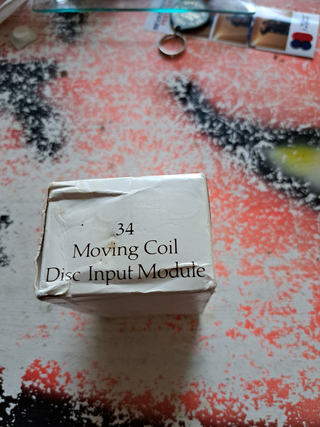 34
Moving Coil
Disc Input Module